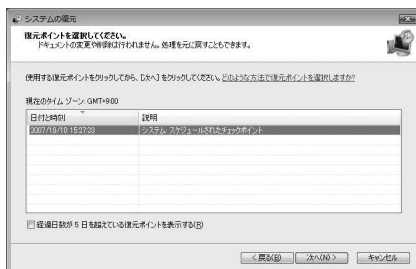 システムの復元
復元ポイントを選択してください。
ドキュメントの変更や削除は行われません。処理を元に戻すこともできます。
使用する復元ポイントをクリックしてから、[次へ] をクリックしてください。どのような方法で復元ポイントを選択しますか?
現在のタイム ゾーン: GMT+9:00
日付と時刻 説明
2007/10/10 15:27:23 システム: スケジュールされたチェックポイント
経過日数が 5 日を超えている復元ポイントを表示する(R)
< 戻る(B) 次へ(N) > キャンセル